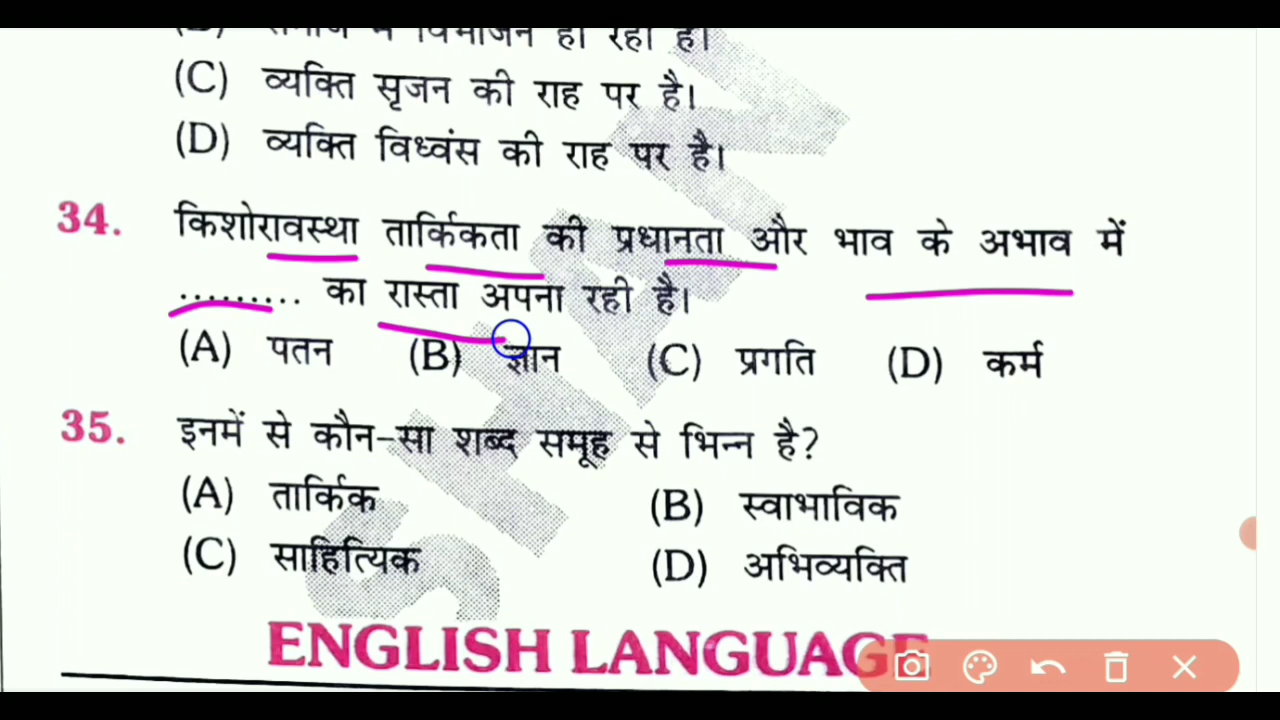 (C) व्यक्ति सृजन की राह पर है।
(D) व्यक्ति विध्वंस की राह पर है।
34. किशोरावस्था तार्किकता की प्रधानता और भाव के अभाव में
......... का रास्ता अपना रही है।
(A) पतन (B) ज्ञान (C) प्रगति (D) कर्म
35. इनमें से कौन-सा शब्द समूह से भिन्न है?
(A) तार्किक (B) स्वाभाविक
(C) साहित्यिक (D) अभिव्यक्ति
ENGLISH LANGUAGE